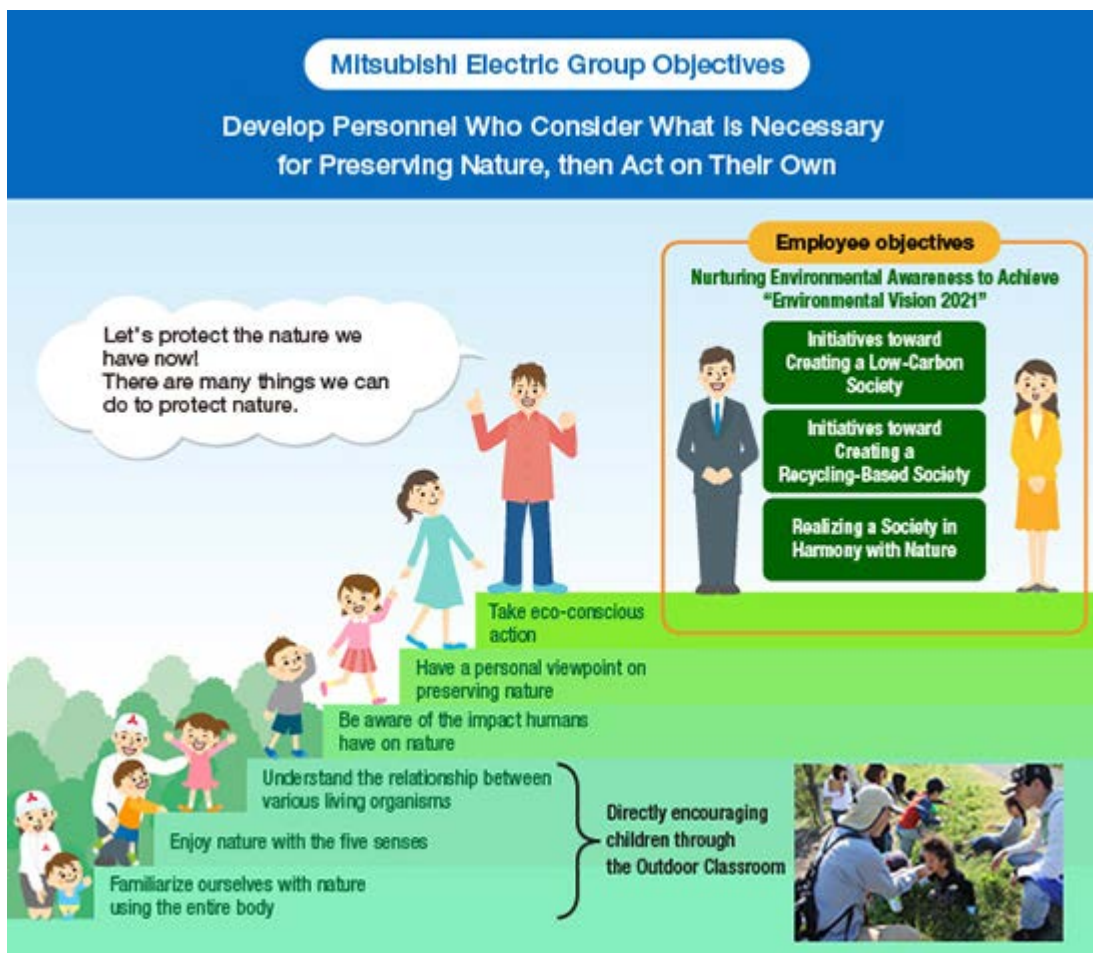 Mitsubishi Electric Group Objectives
Develop Personnel Who Consider What is Necessary
for Preserving Nature, then Act on Their Own
Employee objectives
Nurturing Environmental Awareness to Achieve
“Environmental Vision 2021”
Initiatives toward
Creating a Low-Carbon
Society
Initiatives toward
Creating a
Recycling-Based Society
Realizing a Society in
Harmony with Nature
Let's protect the nature we
have now!
There are many things we can
do to protect nature.
Take eco-conscious
action
Have a personal viewpoint on
preserving nature
Be aware of the impact humans
have on nature
Understand the relationship between
various living organisms
Enjoy nature with the five senses
Familiarize ourselves with nature
using the entire body
Directly encouraging
children through
the Outdoor Classroom